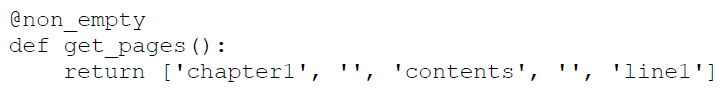 @non_empty
def get_pages():
    return ['chapter1', '', 'contents', '', 'line1']